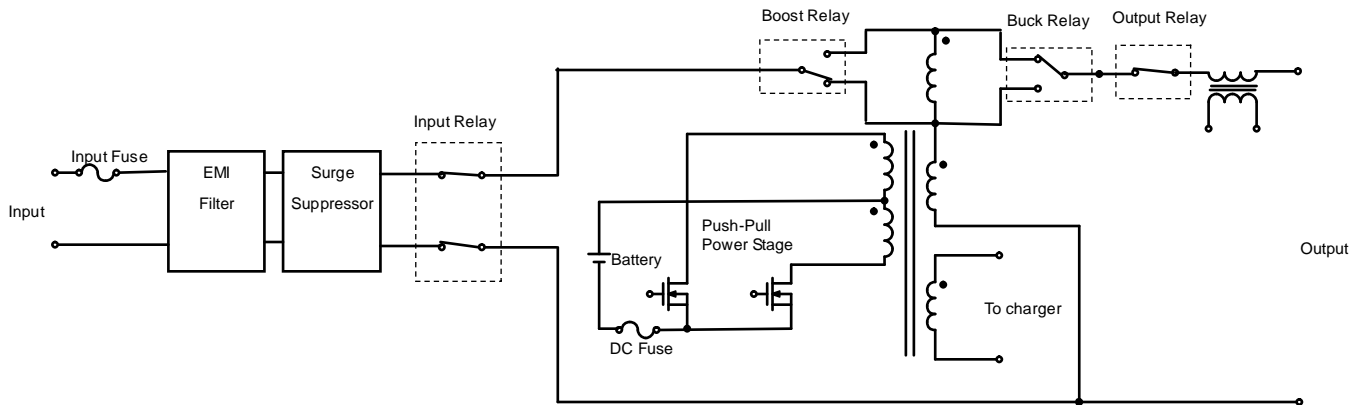 Boost Relay
Buck Relay
Output Relay
Input Relay
Input Fuse
EMI
Filter
Surge
Suppressor
Input
Push-Pull
Power Stage
Battery
Output
To charger
DC Fuse